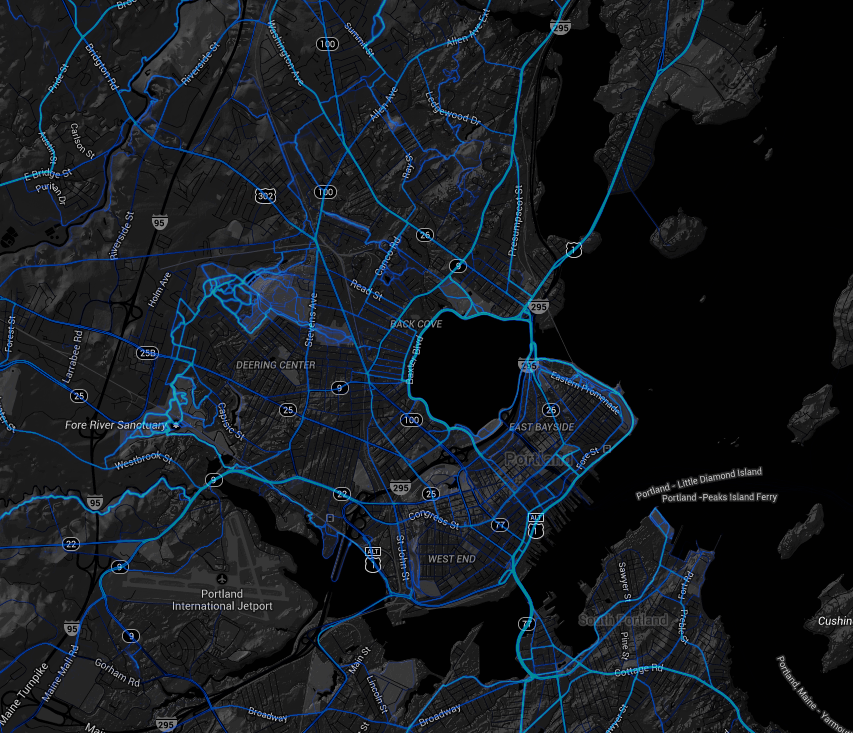 Summit St
Allen Ave Ext
295
Washington Ave
100
Riverside St
Bridgton Rd
Pride St
Allen Ave
Ledgewood Dr
Austin St
Carlson St
E Bridge St
Puritan Dr
Ray St
302
100
Presumpscot St
95
Riverside St
26
1
Canco Rd
9
Holm Ave
Read St
295
Stevens Ave
BACK COVE
Forest St
Larrabee Rd
25B
DEERING CENTER
Baxter Blvd
295
Eastern Promenade
9
25
25
26
100
Capisic St
Fore River Sanctuary
EAST BAYSIDE
Westbrook St
Portland
Fore St
9
Portland - Little Diamond Island
Portland -Peaks Island Ferry
295
22
25
95
Congress St
77
ALT
1
22
ALT
1
St John St
WEST END
9
Portland
International Jetport
Sawyer St
Fort Rd
Preble St
South Portland
77
95
9
Pine St
Cushin
Gorham Rd
Maine Mall Rd
Main St
Cottage Rd
Maine Turnpike
Lincoln St
Portland, Maine - Yarmou
Broadway
Broadway
295